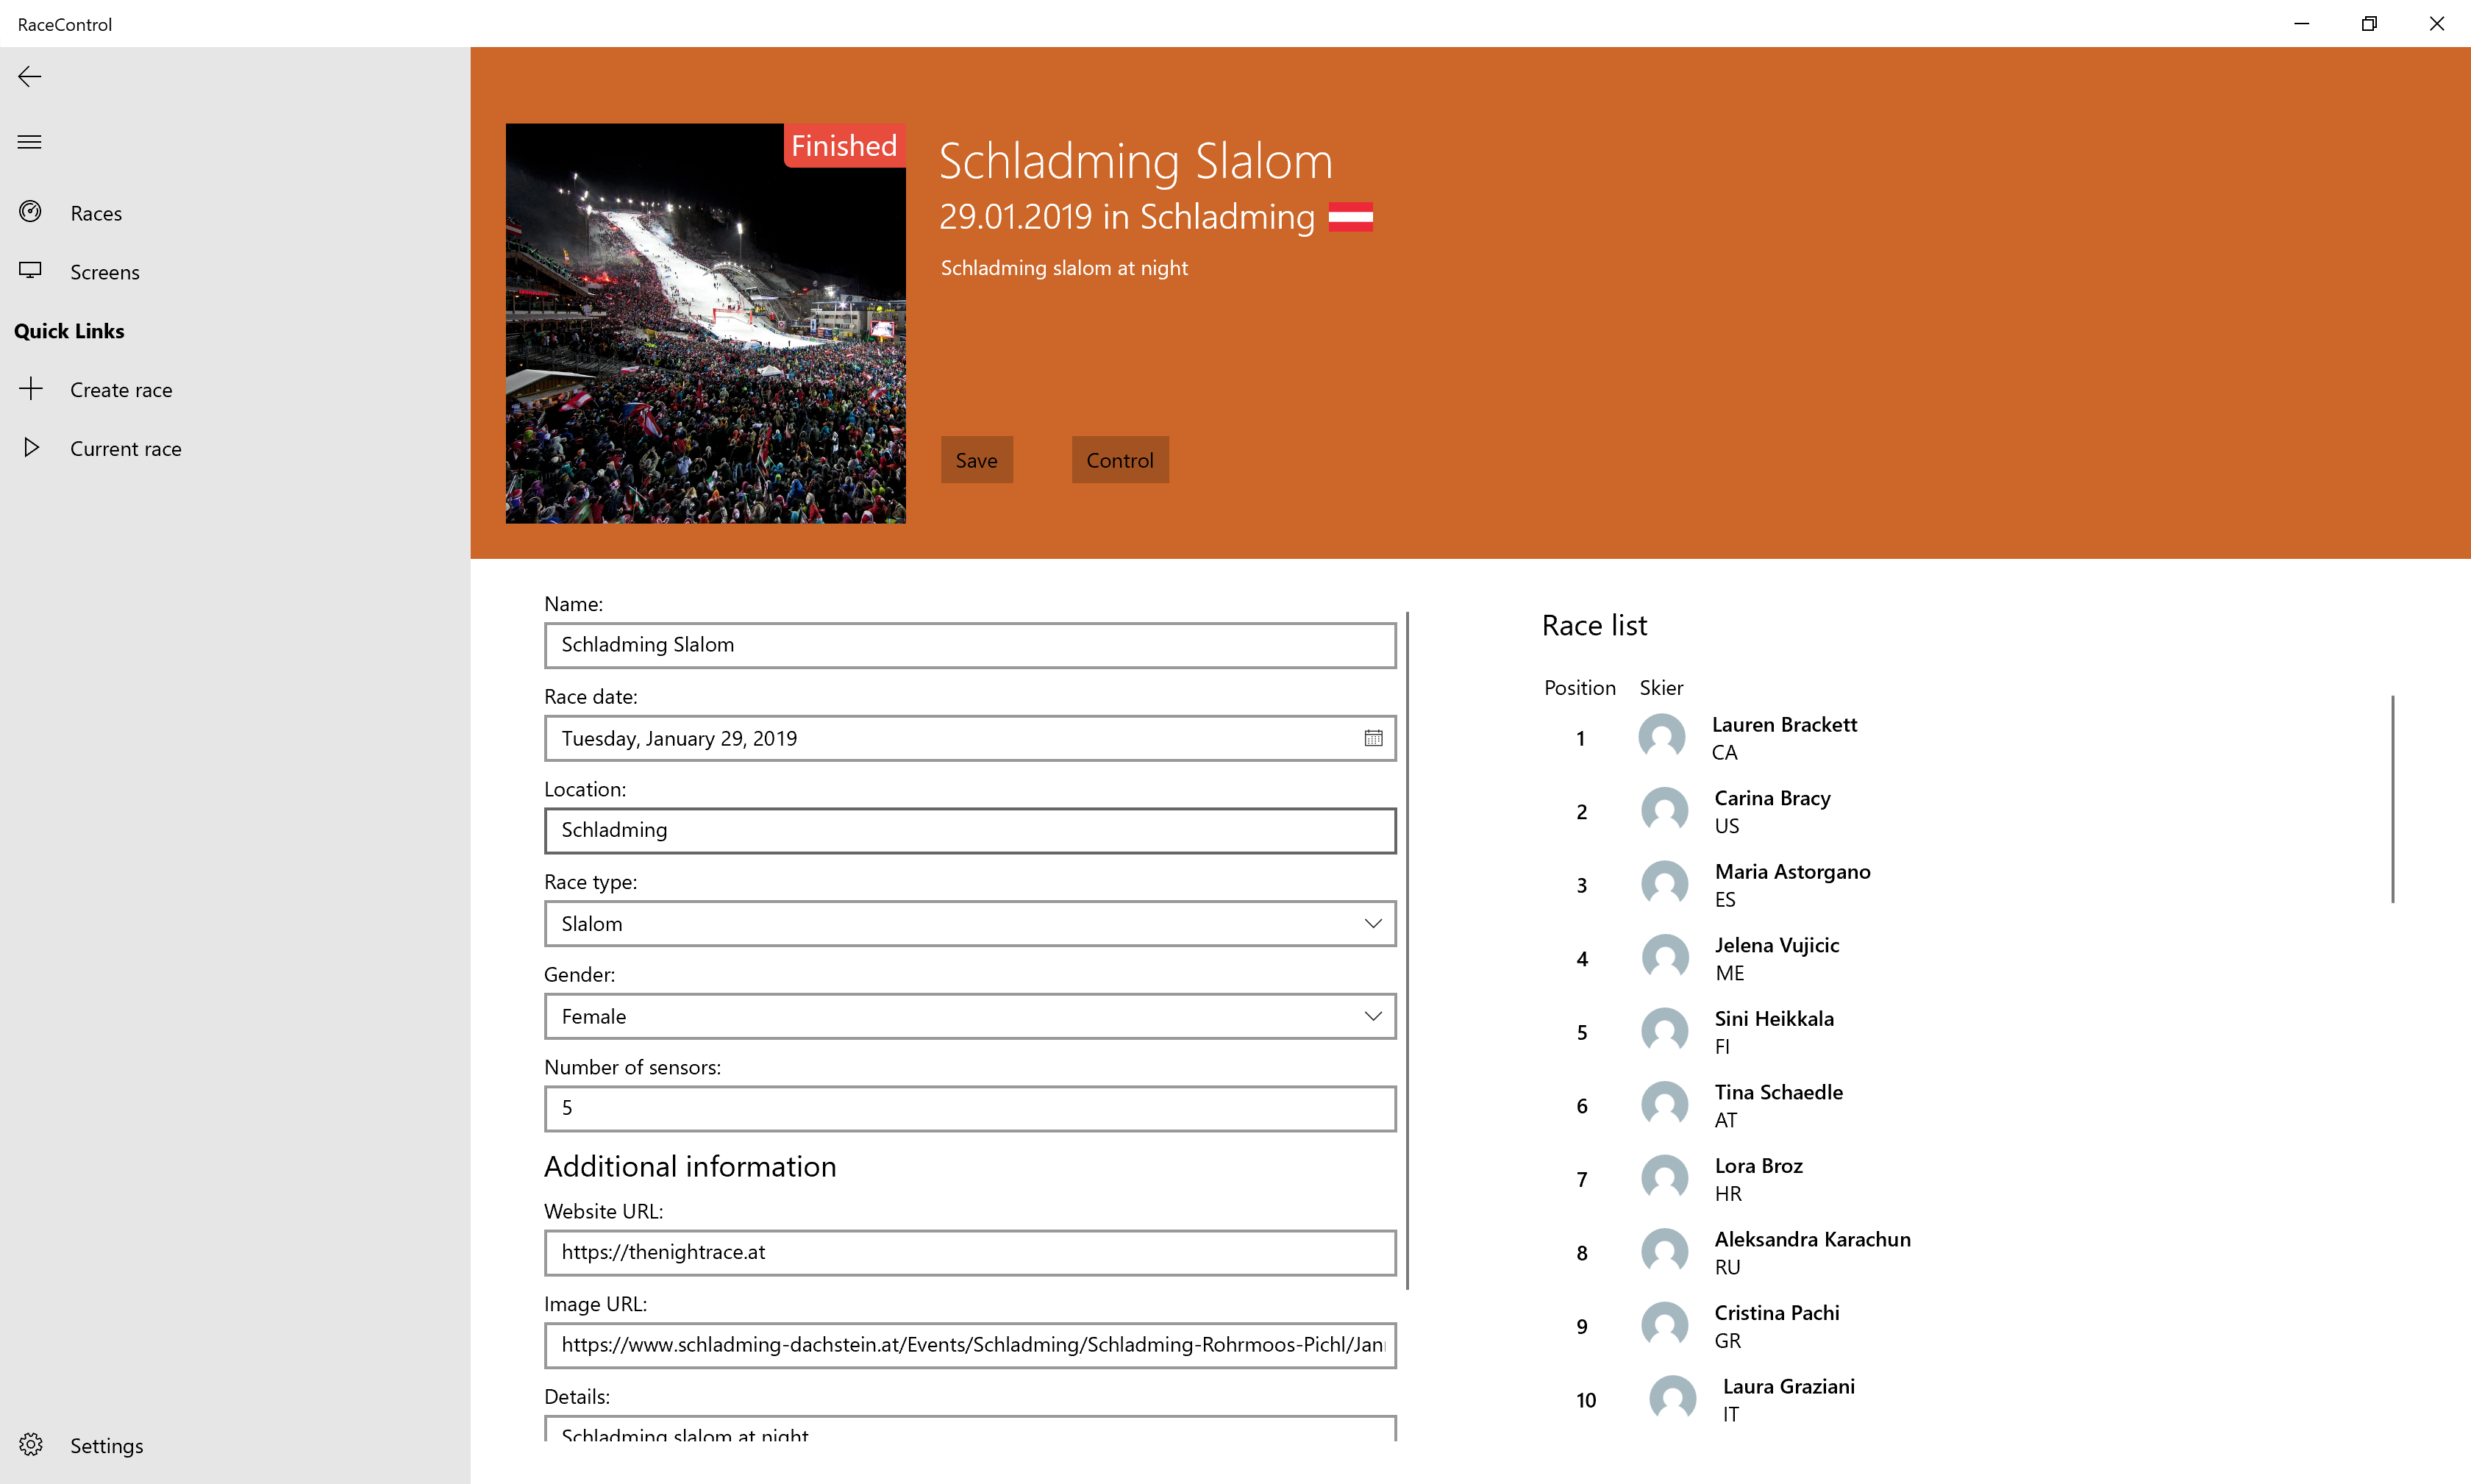 RaceControl
Races
Screens
Quick Links
Create race
Current race
Settings
Finished
Schladming Slalom
29.01.2019 in Schladming
Schladming slalom at night
Save
Control
Name:
Schladming Slalom
Race date:
Tuesday, January 29, 2019
Location:
Schladming
Race type:
Slalom
Gender:
Female
Number of sensors:
5
Additional information
Website URL:
https://thenightrace.at
Image URL:
https://www.schladming-dachstein.at/Events/Schladming/Schladming-Rohrmoos-Pichl/Jan
Details:
Schladming slalom at night
Race list
Position Skier
1 Lauren Brackett
CA
2 Carina Bracy
US
3 Maria Astorgano
ES
4 Jelena Vujicic
ME
5 Sini Heikkala
FI
6 Tina Schaedle
AT
7 Lora Broz
HR
8 Aleksandra Karachun
RU
9 Cristina Pachi
GR
10 Laura Graziani
IT